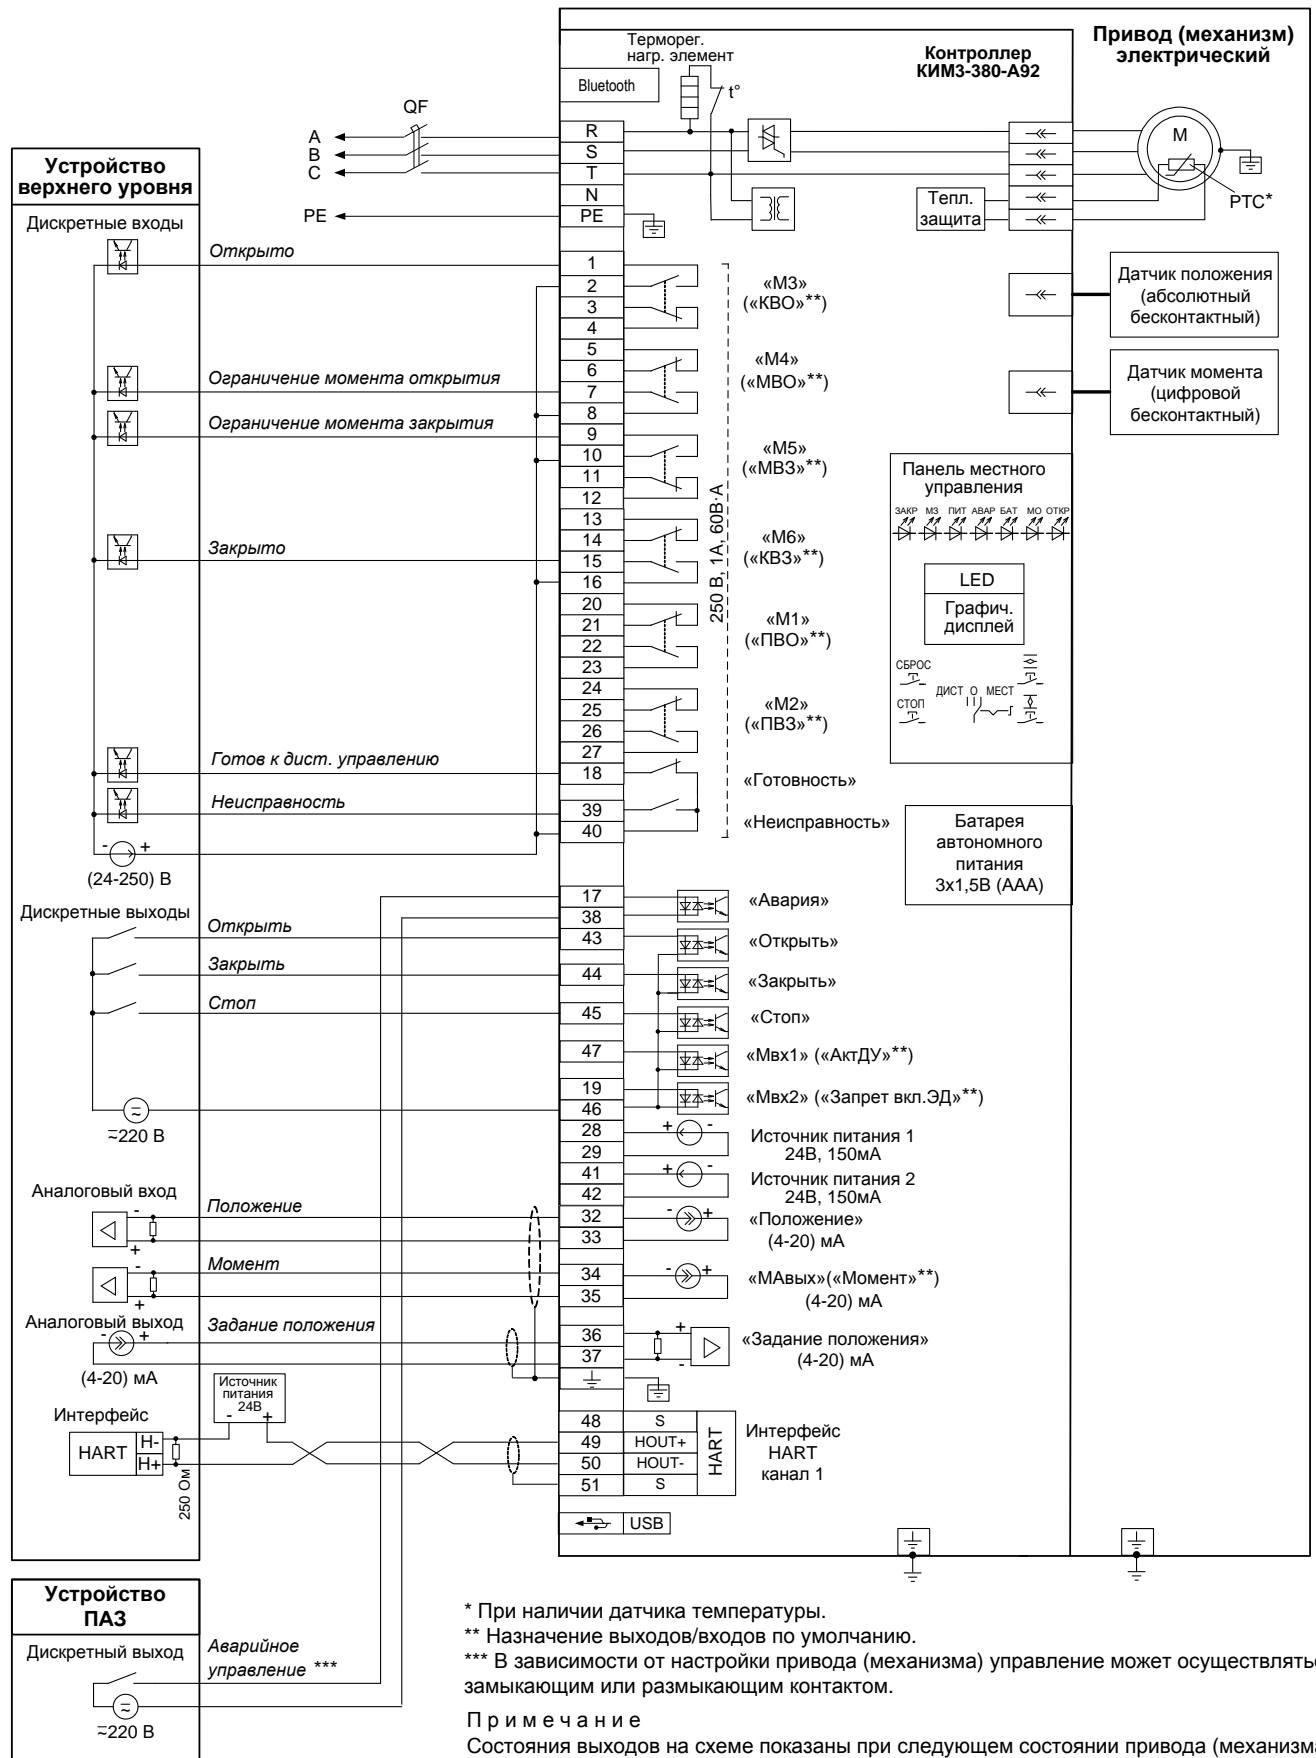 Привод (механизм)
электрический
Контроллер
КИМ3-380-А92
Терморег.
нагр. элемент
t°
Bluetooth
QF
A
B
C
PE
R
S
T
N
PE
Тепл.
защита
M
РТС*
Устройство
верхнего уровня
Дискретные входы
Открыто
Ограничение момента открытия
Ограничение момента закрытия
Закрыто
Готов к дист. управлению
Неисправность
- +
(24-250) В
1
2
3
4
5
6
7
8
9
10
11
12
13
14
15
16
20
21
22
23
24
25
26
27
18
39
40
«М3»
(«КВО»**)
«М4»
(«МВО»**)
«М5»
(«МВЗ»**)
«М6»
(«КВЗ»**)
«М1»
(«ПВО»**)
«М2»
(«ПВЗ»**)
«Готовность»
«Неисправность»
250 В, 1А, 60В·А
Датчик положения
(абсолютный
бесконтактный)
Датчик момента
(цифровой
бесконтактный)
Панель местного
управления
ЗАКР МЗ ПИТ АВАР БАТ МО ОТКР
LED
Графич.
дисплей
СБРОС
СТОП
ДИСТ О МЕСТ
Батарея
автономного
питания
3х1,5В (ААА)
Дискретные выходы
Открыть
Закрыть
Стоп
≂220 В
17
38
43
44
45
47
19
46
28
29
41
42
32
33
34
35
36
37
«Авария»
«Открыть»
«Закрыть»
«Стоп»
«Мвх1» («АктДУ»**)
«Мвх2» («Запрет вкл.ЭД»**)
+ -
Источник питания 1
24В, 150мА
+ -
Источник питания 2
24В, 150мА
- +
«Положение»
(4-20) мА
- +
«МАвых»(«Момент»**)
(4-20) мА
+
-
«Задание положения»
(4-20) мА
Аналоговый вход
-
+
Положение
-
+
Момент
Аналоговый выход
- +
Задание положения
(4-20) мА
Источник
питания
24В
- +
Интерфейс
HART
H-
H+
250 Ом
48 S
49 HOUT+
50 HOUT-
51 S
HART
Интерфейс
HART
канал 1
USB
Устройство
ПАЗ
Дискретный выход
≂220 В
Аварийное
управление ***
* При наличии датчика температуры.
** Назначение выходов/входов по умолчанию.
*** В зависимости от настройки привода (механизма) управление может осуществлять
замыкающим или размыкающим контактом.
Примечание
Состояния выходов на схеме показаны при следующем состоянии привода (механизм